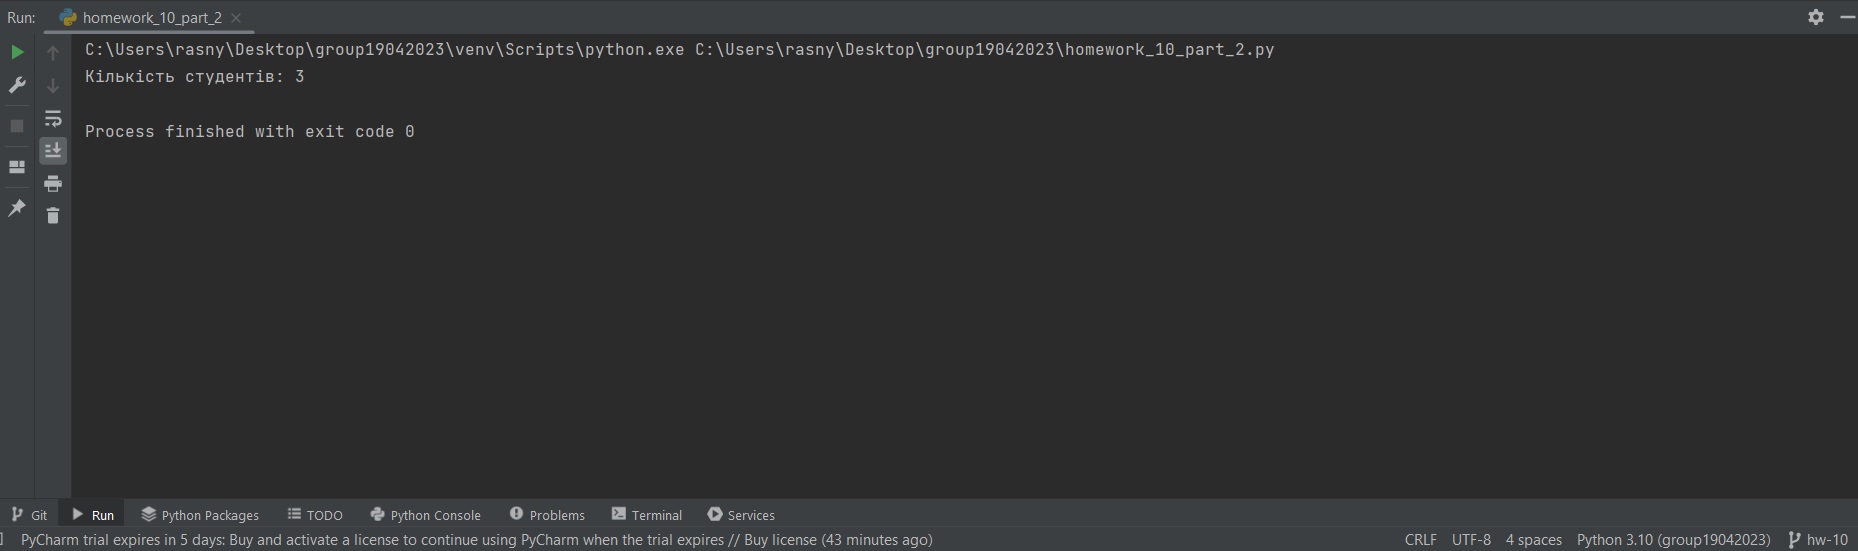 Run: homework_10_part_2
C:\Users\rasny\Desktop\group19042023\venv\Scripts\python.exe C:\Users\rasny\Desktop\group19042023\homework_10_part_2.py
Кількість студентів: 3
Process finished with exit code 0
Git Run Python Packages TODO Python Console Problems Terminal Services
PyCharm trial expires in 5 days: Buy and activate a license to continue using PyCharm when the trial expires // Buy license (43 minutes ago) CRLF UTF-8 4 spaces Python 3.10 (group19042023) hw-10